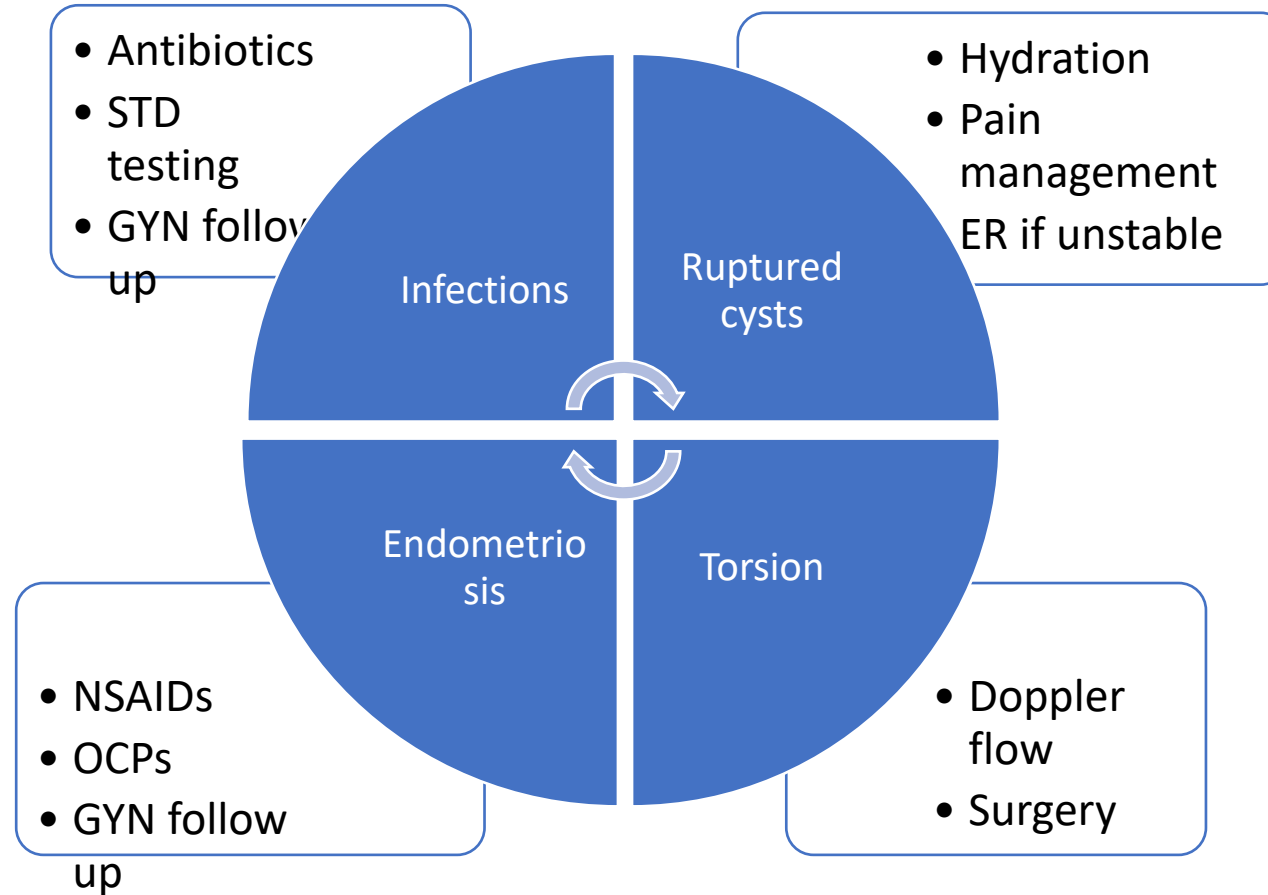 • Antibiotics
• STD
testing
• GYN follow
up
• Hydration
• Pain
management
ER if unstable
Infections
Ruptured
cysts
Endometrio
sis
Torsion
• NSAIDs
• OCPs
• GYN follow
up
• Doppler
flow
• Surgery